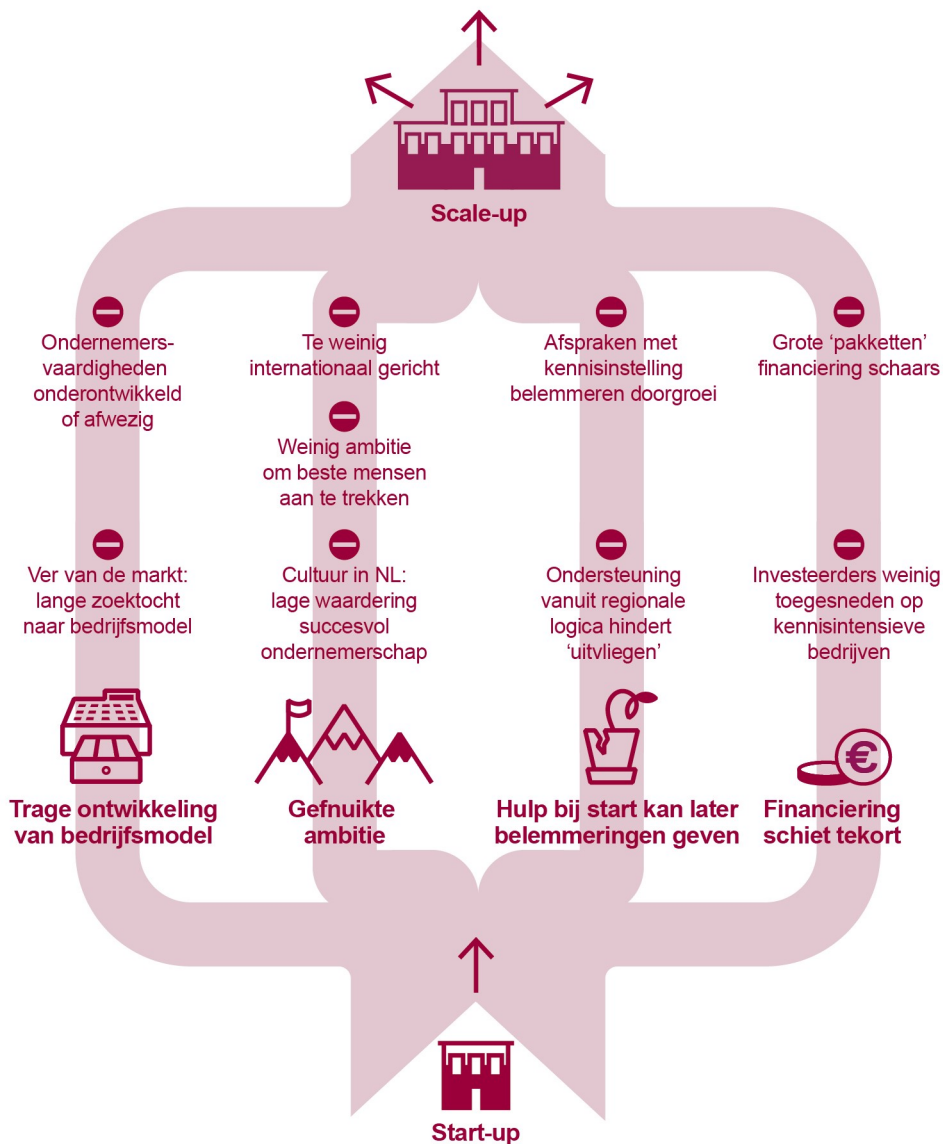 Scale-up
Ondernemers-
vaardigheden
onderontwikkeld
of afwezig
Ver van de markt:
lange zoektocht
naar bedrijfsmodel
Trage ontwikkeling
van bedrijfsmodel
Te weinig
internationaal gericht
Weinig ambitie
om beste mensen
aan te trekken
Cultuur in NL:
lage waardering
succesvol
ondernemerschap
Gefnuikte
ambitie
Afspraken met
kennisinstelling
belemmeren doorgroei
Ondersteuning
vanuit regionale
logica hindert
‘uitvliegen’
Hulp bij start kan later
belemmeringen geven
Grote ‘pakketten’
financiering schaars
Investeerders weinig
toegesneden op
kennisintensieve
bedrijven
€
Financiering
schiet tekort
Start-up